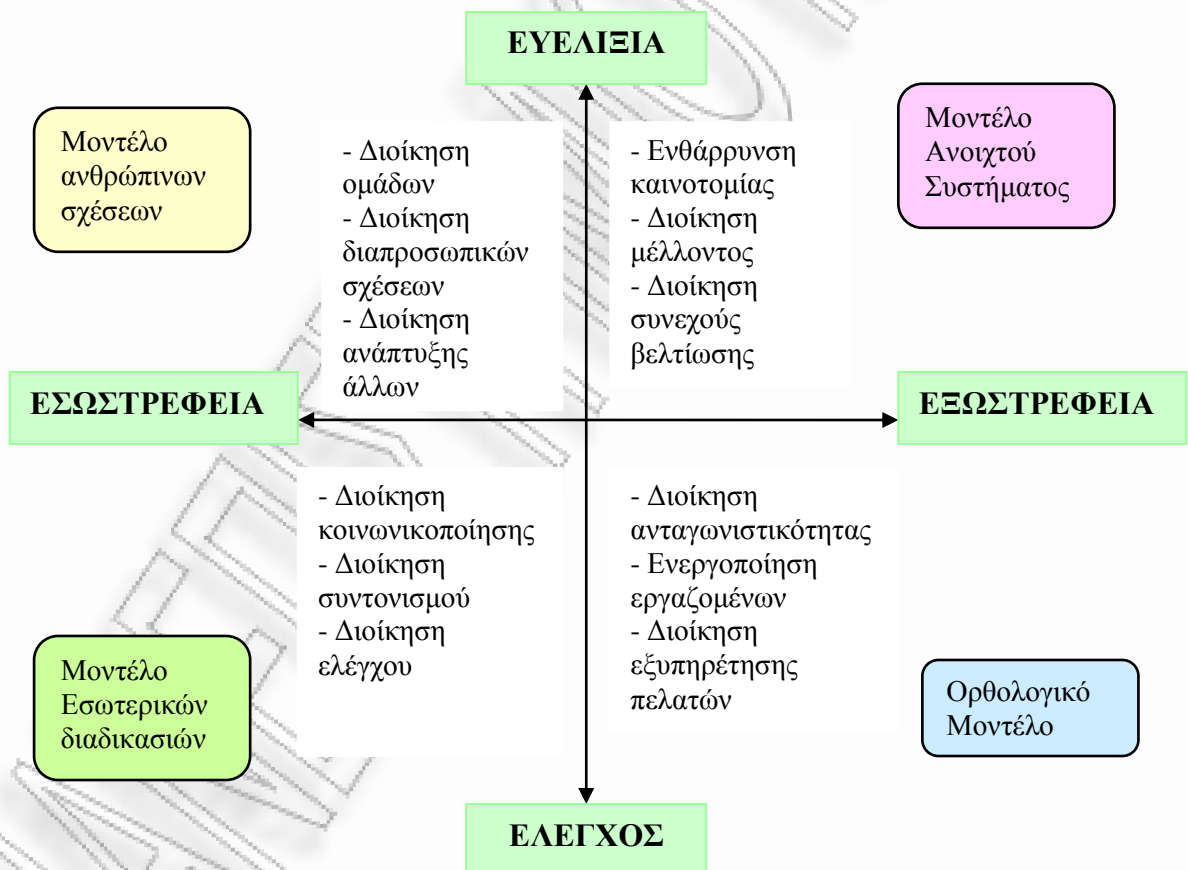 ΕΥΕΛΙΞΙΑ
Μοντέλο
ανθρώπινων
σχέσεων
- Διοίκηση
ομάδων
- Διοίκηση
διαπροσωπικών
σχέσεων
- Διοίκηση
ανάπτυξης
άλλων
- Ενθάρρυνση
καινοτομίας
- Διοίκηση
μέλλοντος
- Διοίκηση
συνεχούς
βελτίωσης
Μοντέλο
Ανοιχτού
Συστήματος
ΕΣΩΣΤΡΕΦΕΙΑ
ΕΞΩΣΤΡΕΦΕΙΑ
- Διοίκηση
κοινωνικοποίησης
- Διοίκηση
συντονισμού
- Διοίκηση
ελέγχου
- Διοίκηση
ανταγωνιστικότητας
- Ενεργοποίηση
εργαζομένων
- Διοίκηση
εξυπηρέτησης
πελατών
Μοντέλο
Εσωτερικών
διαδικασιών
Ορθολογικό
Μοντέλο
ΕΛΕΓΧΟΣ